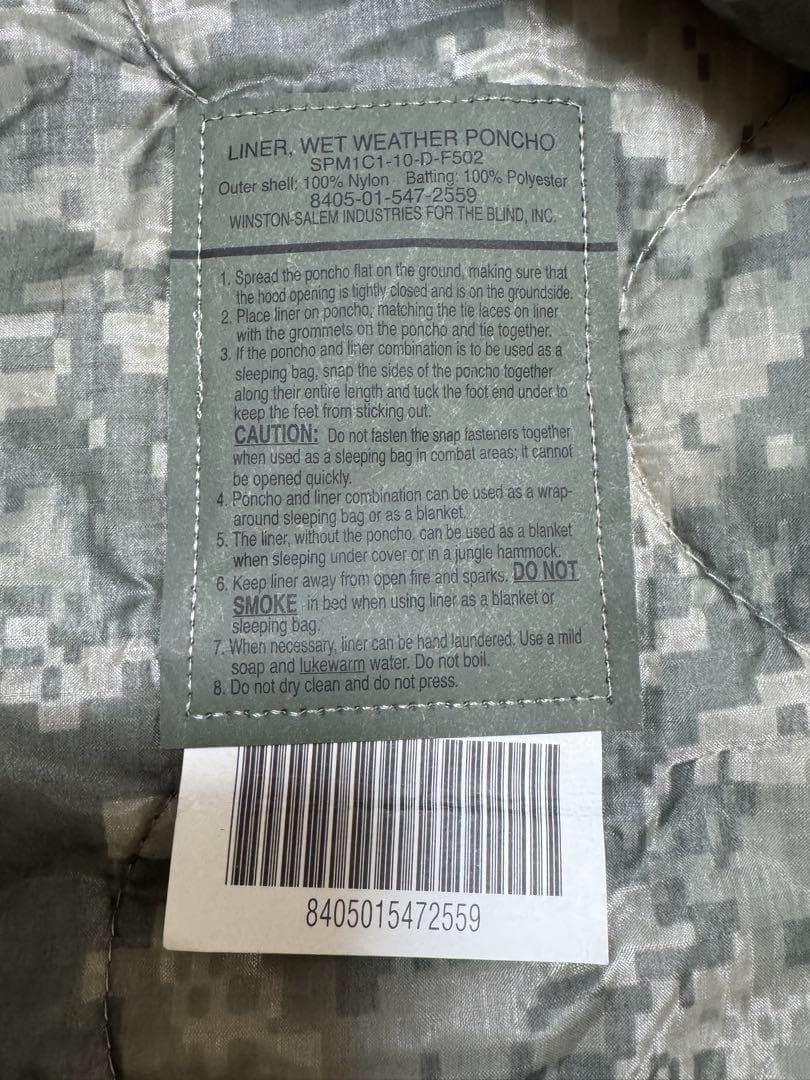 LINER, WET WEATHER PONCHO
SPM1C1-10-D-F502
Outer shell: 100% Nylon Batting: 100% Polyester
8405-01-547-2559
WINSTON-SALEM INDUSTRIES FOR THE BLIND, INC.
1. Spread the poncho flat on the ground, making sure that
the hood opening is tightly closed and is on the groundside.
2. Place liner on poncho, matching the tie laces on liner
with the grommets on the poncho and tie together.
3. If the poncho and liner combination is to be used as a
sleeping bag, snap the sides of the poncho together
along their entire length and tuck the foot end under to
keep the feet from sticking out.
CAUTION: Do not fasten the snap fasteners together
when used as a sleeping bag in combat areas; it cannot
be opened quickly.
4. Poncho and liner combination can be used as a wrap-
around sleeping bag or as a blanket.
5. The liner, without the poncho, can be used as a blanket
when sleeping under cover or in a jungle hammock.
6. Keep liner away from open fire and sparks. DO NOT
SMOKE in bed when using liner as a blanket or
sleeping bag.
7. When necessary, liner can be hand laundered. Use a mild
soap and lukewarm water. Do not boil.
8. Do not dry clean and do not press.
8405015472559